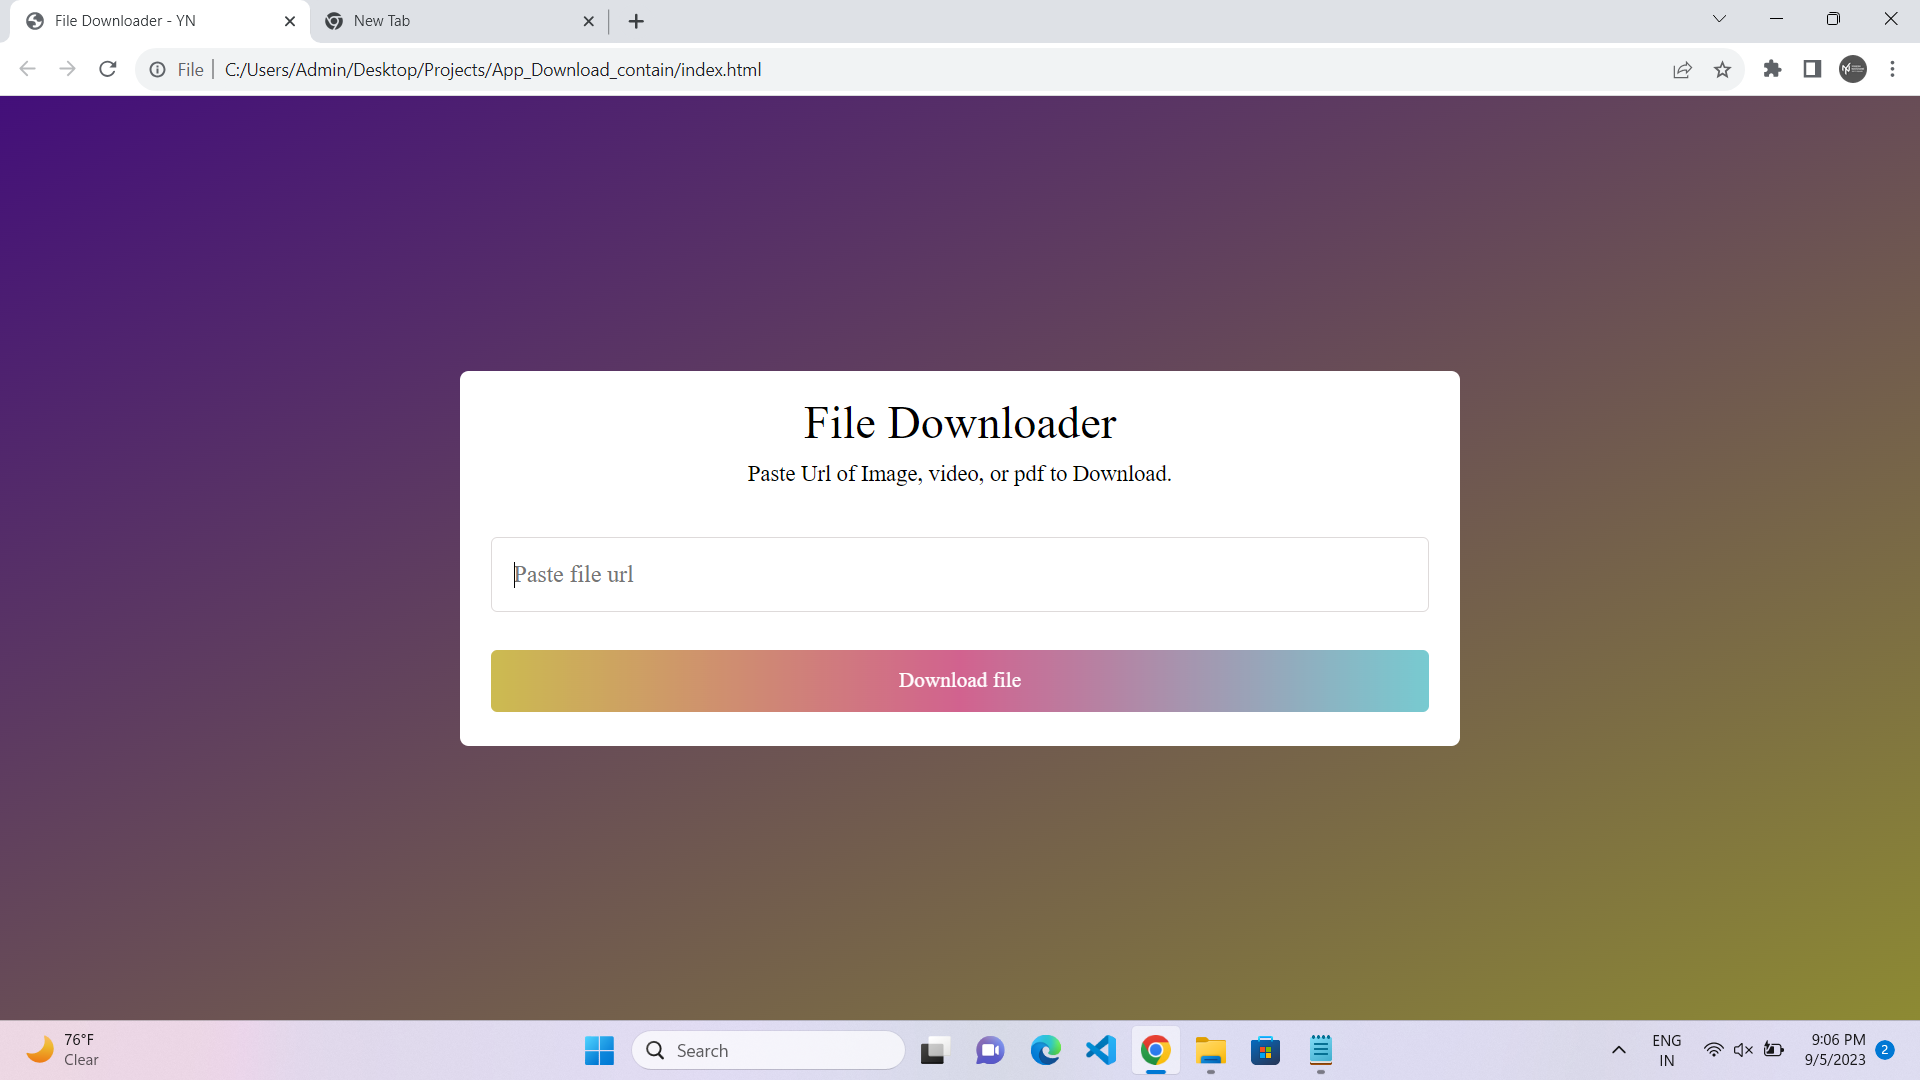 File Downloader - YN
New Tab
File
C:/Users/Admin/Desktop/Projects/App_Download_contain/index.html
File Downloader
Paste Url of Image, video, or pdf to Download.
Paste file url
Download file
76°F
Clear
Search
ENG
IN
9:06 PM
9/5/2023
2